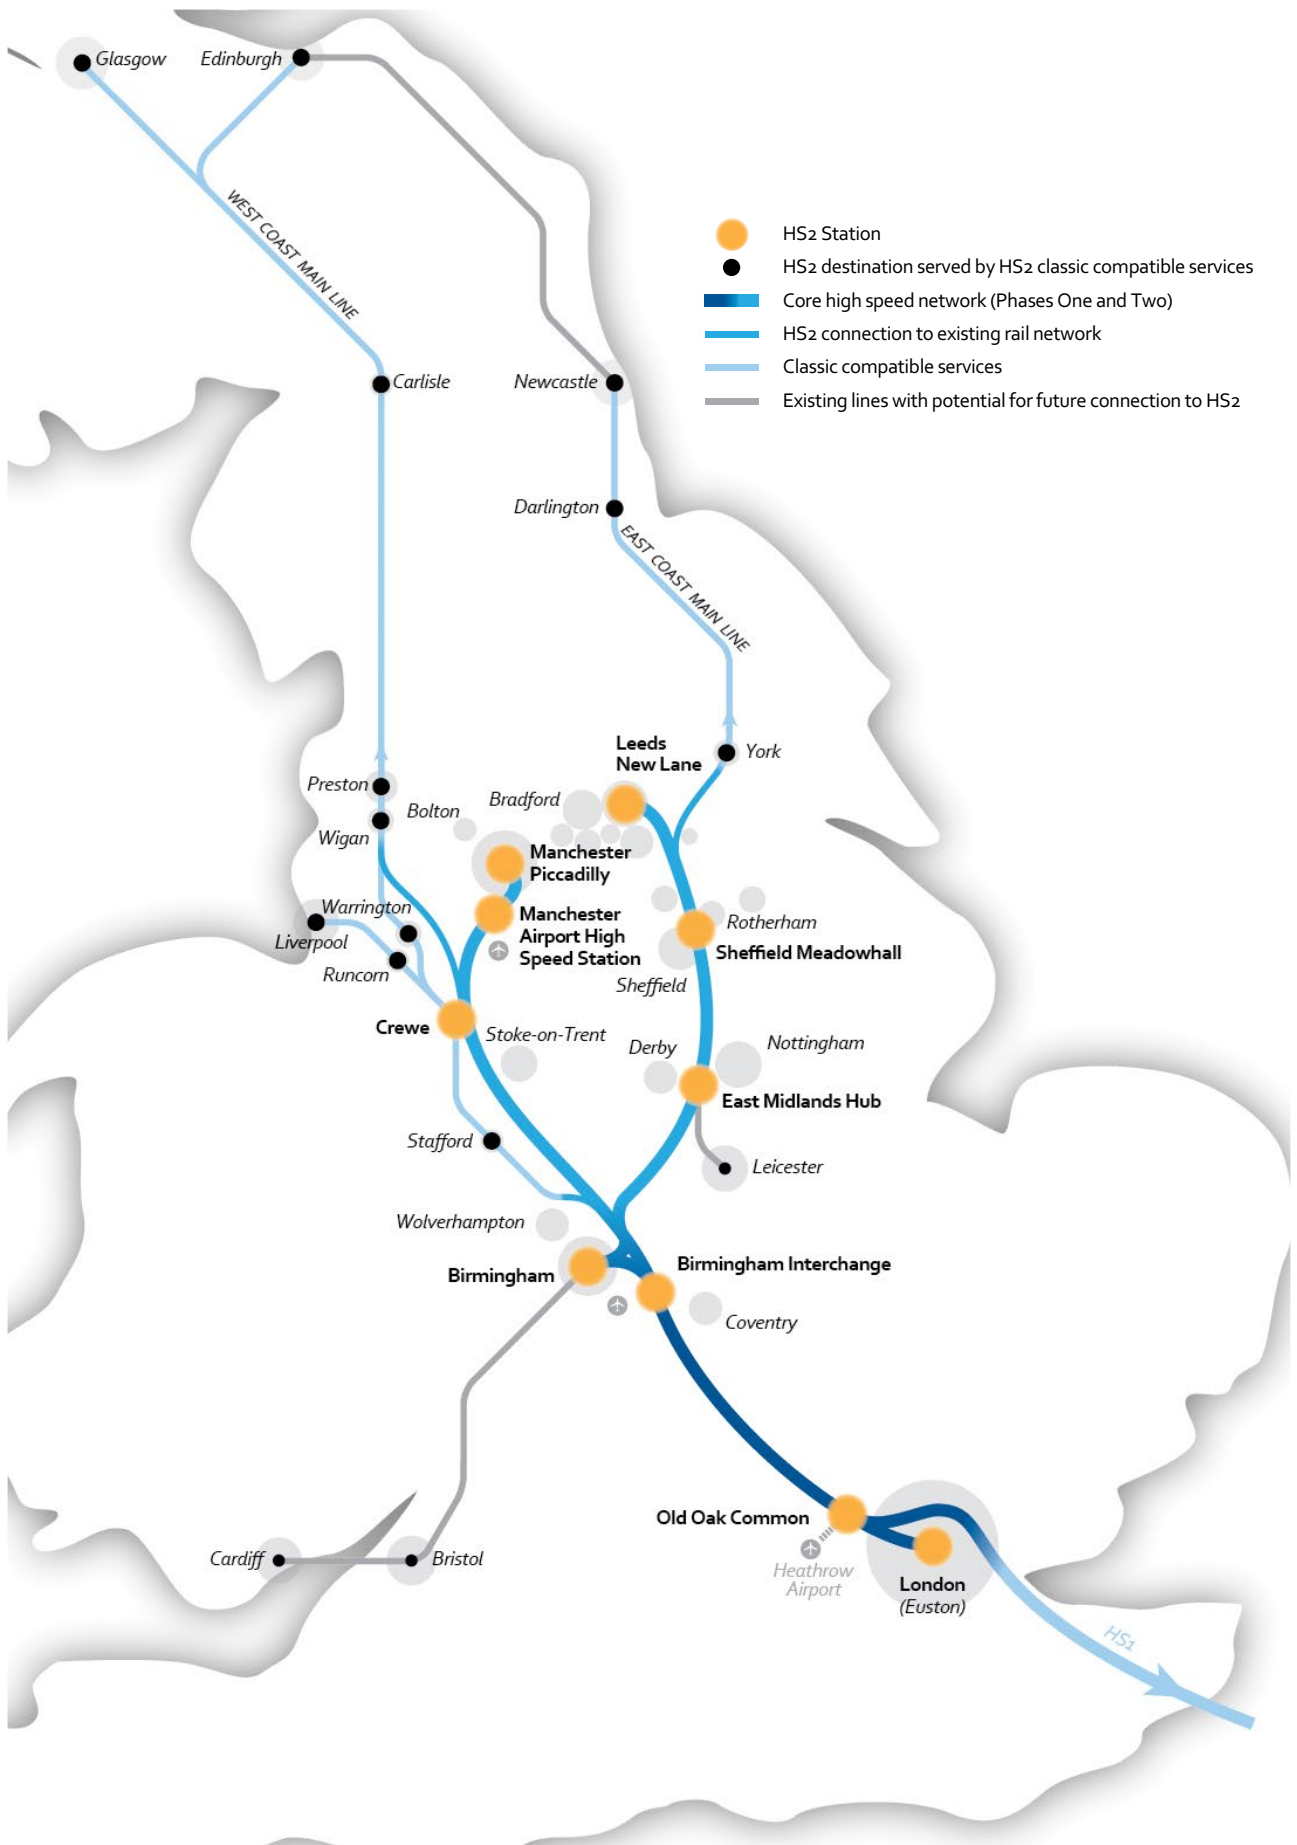 Glasgow
Edinburgh
WEST COAST MAIN LINE
HS2 Station
HS2 destination served by HS2 classic compatible services
Core high speed network (Phases One and Two)
HS2 connection to existing rail network
Classic compatible services
Existing lines with potential for future connection to HS2
Carlisle
Newcastle
Darlington
EAST COAST MAIN LINE
Leeds
New Lane
York
Preston
Bolton
Bradford
Wigan
Manchester
Piccadilly
Warrington
Liverpool
Runcorn
Manchester
Airport High
Speed Station
Rotherham
Sheffield Meadowhall
Sheffield
Crewe
Stoke-on-Trent
Derby
Nottingham
East Midlands Hub
Stafford
Leicester
Wolverhampton
Birmingham
Birmingham Interchange
Coventry
Old Oak Common
Heathrow
Airport
London
(Euston)
Cardiff
Bristol
HS1